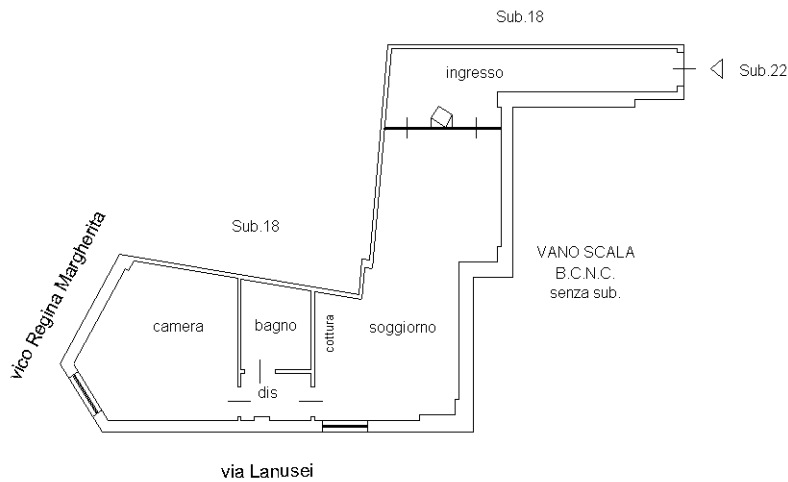 Sub.18
ingresso
Sub.22
Sub.18
vico Regina Margherita
VANO SCALA
B.C.N.C.
senza sub.
camera
bagno
cottura
soggiorno
dis
via Lanusei